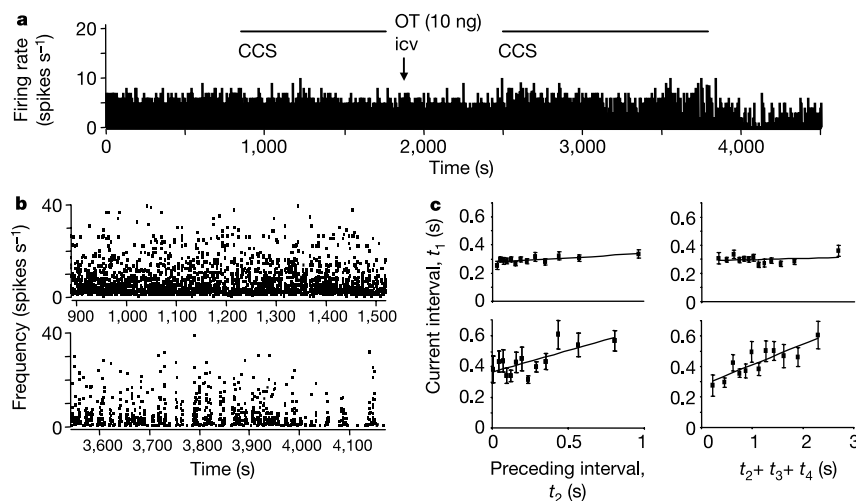 a
OT (10 ng)
icv
CCS
CCS
Firing rate
(spikes s⁻¹)
20
10
0
0
1,000
2,000
3,000
4,000
Time (s)
b
Frequency (spikes s⁻¹)
40
0
900 1,000 1,100 1,200 1,300 1,400 1,500
40
0
3,600 3,700 3,800 3,900 4,000 4,100
Time (s)
c
Current interval, t₁ (s)
0.6
0.4
0.2
0
0.6
0.4
0.2
0
0.6
0.4
0.2
0
0.6
0.4
0.2
0
0 0.5 1
Preceding interval,
t₂ (s)
0 1 2 3
t₂+ t₃+ t₄ (s)